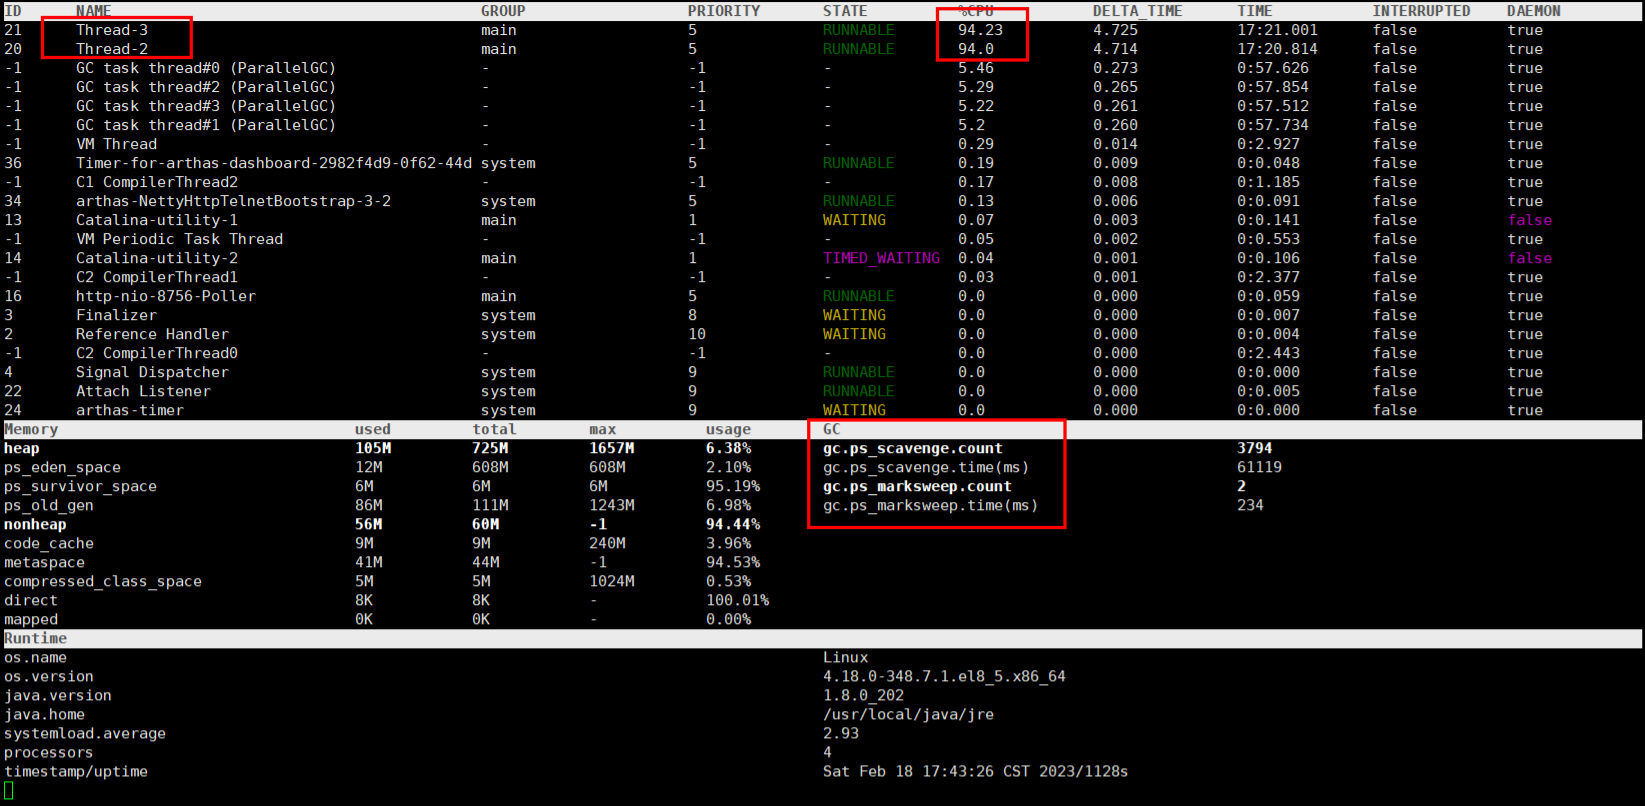 ID NAME GROUP PRIORITY STATE %CPU DELTA_TIME TIME INTERRUPTED DAEMON
21 Thread-3 main 5 RUNNABLE 94.23 4.725 17:21.001 false true
20 Thread-2 main 5 RUNNABLE 94.0 4.714 17:20.814 false true
-1 GC task thread#0 (ParallelGC) - -1 - 5.46 0.273 0:57.626 false true
-1 GC task thread#2 (ParallelGC) - -1 - 5.29 0.265 0:57.854 false true
-1 GC task thread#3 (ParallelGC) - -1 - 5.22 0.261 0:57.512 false true
-1 GC task thread#1 (ParallelGC) - -1 - 5.2 0.260 0:57.734 false true
-1 VM Thread - -1 - 0.29 0.014 0:2.927 false true
36 Timer-for-arthas-dashboard-2982f4d9-0f62-44d system 5 RUNNABLE 0.19 0.009 0:0.048 false true
-1 C1 CompilerThread2 - -1 - 0.17 0.008 0:1.185 false true
34 arthas-NettyHttpTelnetBootstrap-3-2 system 5 RUNNABLE 0.13 0.006 0:0.091 false true
13 Catalina-utility-1 main 1 WAITING 0.07 0.003 0:0.141 false false
-1 VM Periodic Task Thread - -1 - 0.05 0.002 0:0.553 false true
14 Catalina-utility-2 main 1 TIMED_WAITING 0.04 0.001 0:0.106 false false
-1 C2 CompilerThread1 - -1 - 0.03 0.001 0:2.377 false true
16 http-nio-8756-Poller main 5 RUNNABLE 0.0 0.000 0:0.059 false true
3 Finalizer system 8 WAITING 0.0 0.000 0:0.007 false true
2 Reference Handler system 10 WAITING 0.0 0.000 0:0.004 false true
-1 C2 CompilerThread0 - -1 - 0.0 0.000 0:2.443 false true
4 Signal Dispatcher system 9 RUNNABLE 0.0 0.000 0:0.000 false true
22 Attach Listener system 9 RUNNABLE 0.0 0.000 0:0.005 false true
24 arthas-timer system 9 WAITING 0.0 0.000 0:0.000 false true
Memory used total max usage GC
heap 105M 725M 1657M 6.38% gc.ps_scavenge.count 3794
ps_eden_space 12M 608M 608M 2.10% gc.ps_scavenge.time(ms) 61119
ps_survivor_space 6M 6M 6M 95.19% gc.ps_marksweep.count 2
ps_old_gen 86M 111M 1243M 6.98% gc.ps_marksweep.time(ms) 234
nonheap 56M 60M -1 94.44%
code_cache 9M 9M 240M 3.96%
metaspace 41M 44M -1 94.53%
compressed_class_space 5M 5M 1024M 0.53%
direct 8K 8K - 100.01%
mapped 0K 0K - 0.00%
Runtime
os.name Linux
os.version 4.18.0-348.7.1.el8_5.x86_64
java.version 1.8.0_202
java.home /usr/local/java/jre
systemload.average 2.93
processors 4
timestamp/uptime Sat Feb 18 17:43:26 CST 2023/1128s